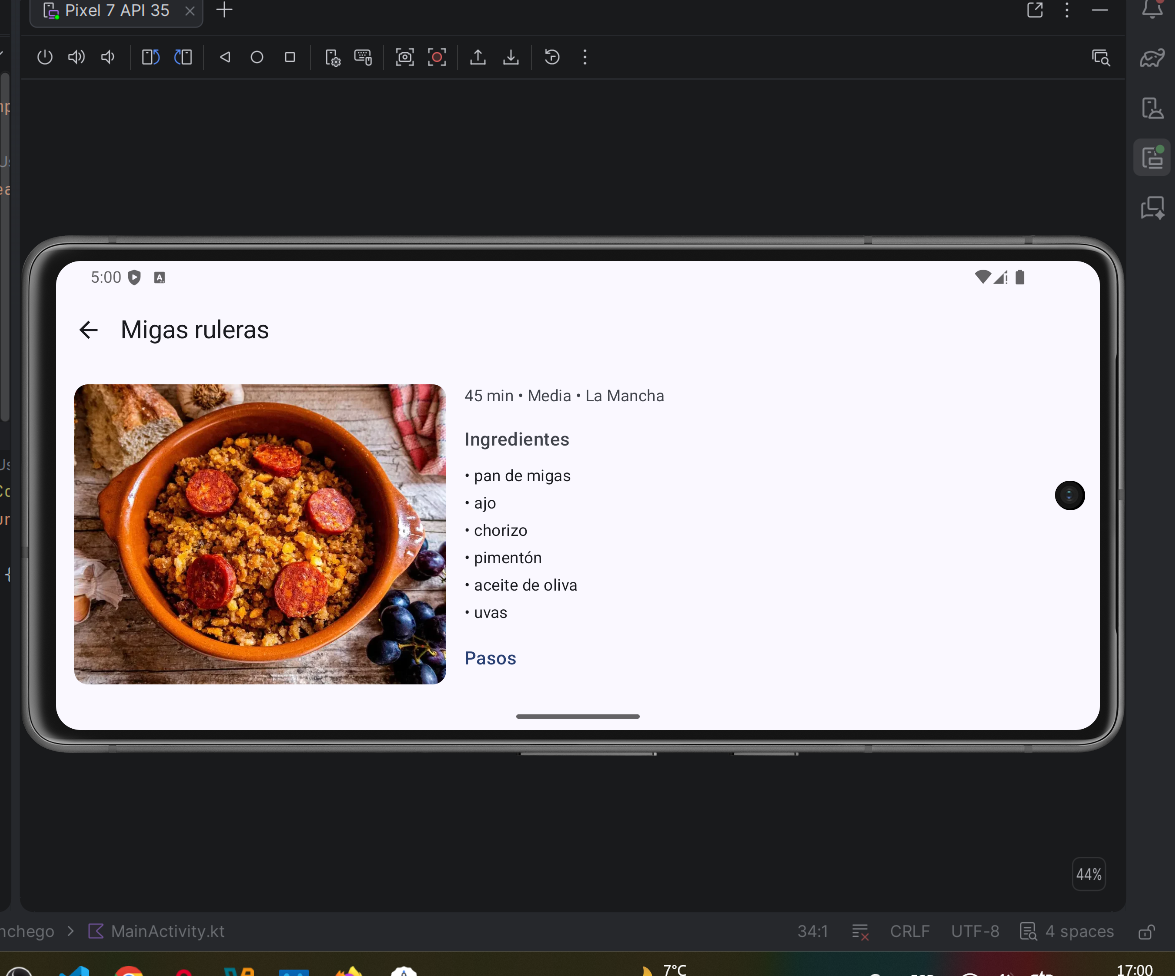 Pixel 7 API 35
5:00
Migas ruleras
45 min • Media • La Mancha
Ingredientes
• pan de migas
• ajo
• chorizo
• pimentón
• aceite de oliva
• uvas
Pasos
44%
nchego > MainActivity.kt
34:1 CRLF UTF-8 4 spaces
7°C
17:00